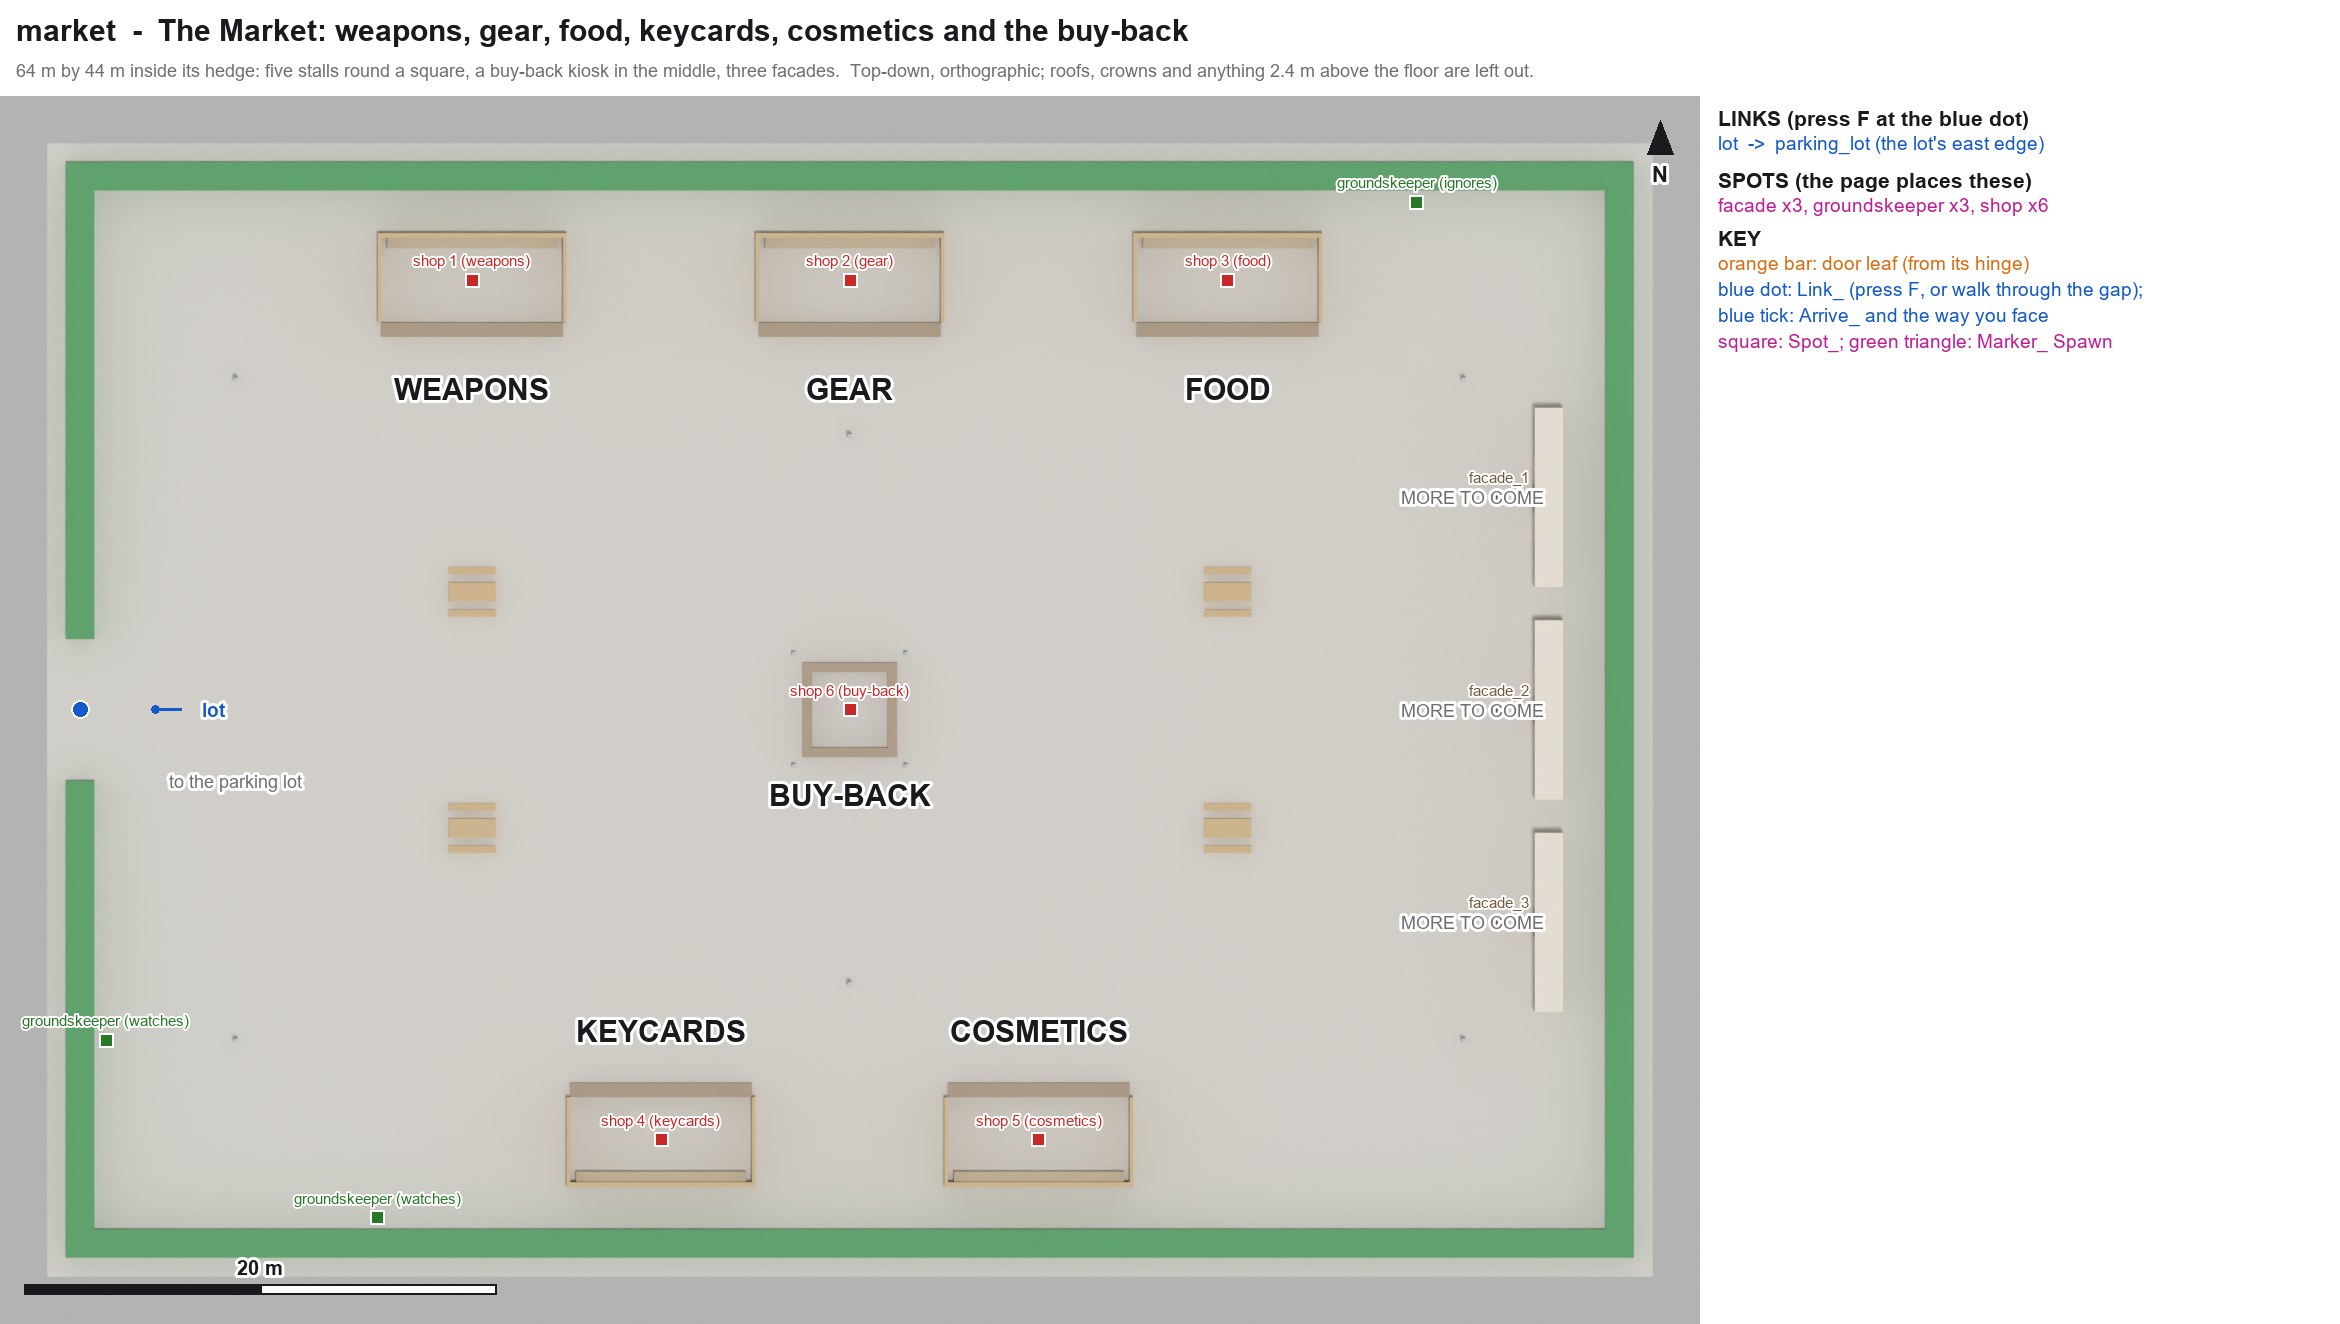 market - The Market: weapons, gear, food, keycards, cosmetics and the buy-back
64 m by 44 m inside its hedge: five stalls round a square, a buy-back kiosk in the middle, three facades. Top-down, orthographic; roofs, crowns and anything 2.4 m above the floor are left out.
LINKS (press F at the blue dot)
lot -> parking_lot (the lot's east edge)
SPOTS (the page places these)
facade x3, groundskeeper x3, shop x6
KEY
orange bar: door leaf (from its hinge)
blue dot: Link_ (press F, or walk through the gap);
blue tick: Arrive_ and the way you face
square: Spot_; green triangle: Marker_ Spawn
N
groundskeeper (ignores)
shop 1 (weapons)
shop 2 (gear)
shop 3 (food)
WEAPONS
GEAR
FOOD
facade_1
MORE TO COME
shop 6 (buy-back)
facade_2
MORE TO COME
lot
to the parking lot
BUY-BACK
facade_3
MORE TO COME
groundskeeper (watches)
KEYCARDS
COSMETICS
shop 4 (keycards)
shop 5 (cosmetics)
groundskeeper (watches)
20 m